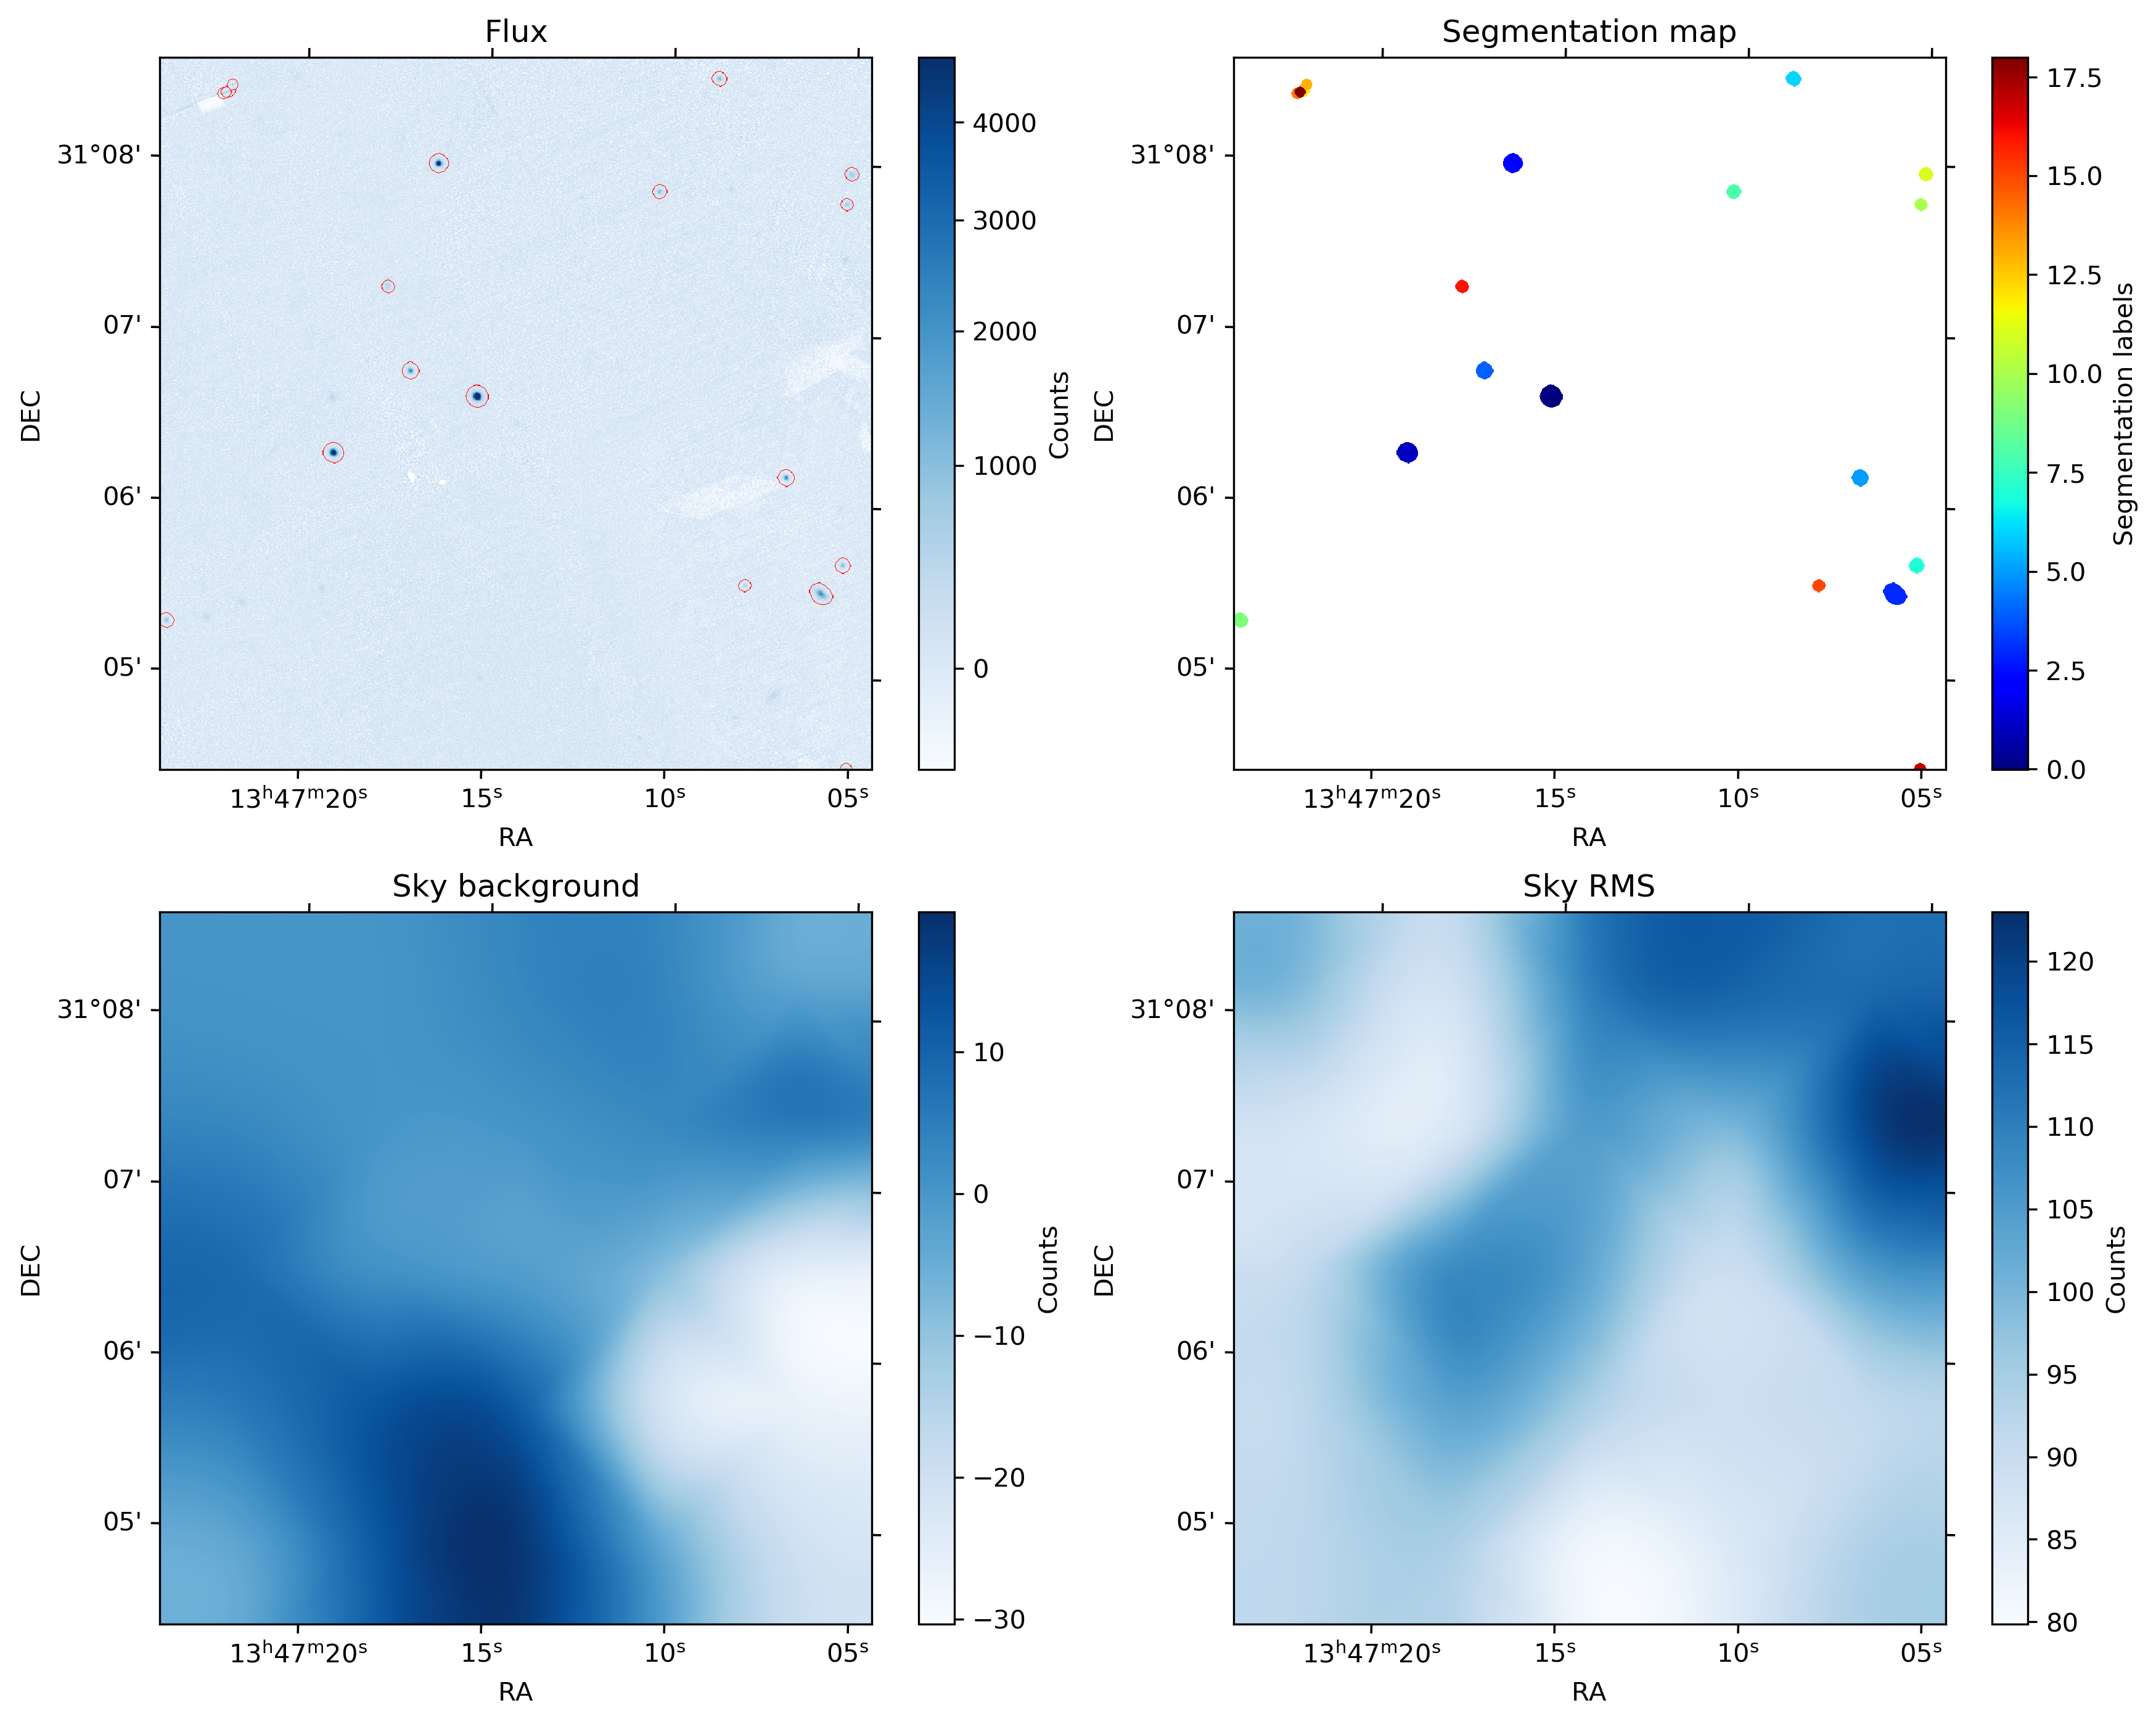 Flux
31°08'
07'
06'
05'
DEC
13h47m20s 15s 10s 05s
RA
4000
3000
2000
1000
0
Counts
Segmentation map
31°08'
07'
06'
05'
DEC
13h47m20s 15s 10s 05s
RA
17.5
15.0
12.5
10.0
7.5
5.0
2.5
0.0
Segmentation labels
Sky background
31°08'
07'
06'
05'
DEC
13h47m20s 15s 10s 05s
RA
10
0
−10
−20
−30
Counts
Sky RMS
31°08'
07'
06'
05'
DEC
13h47m20s 15s 10s 05s
RA
120
115
110
105
100
95
90
85
80
Counts